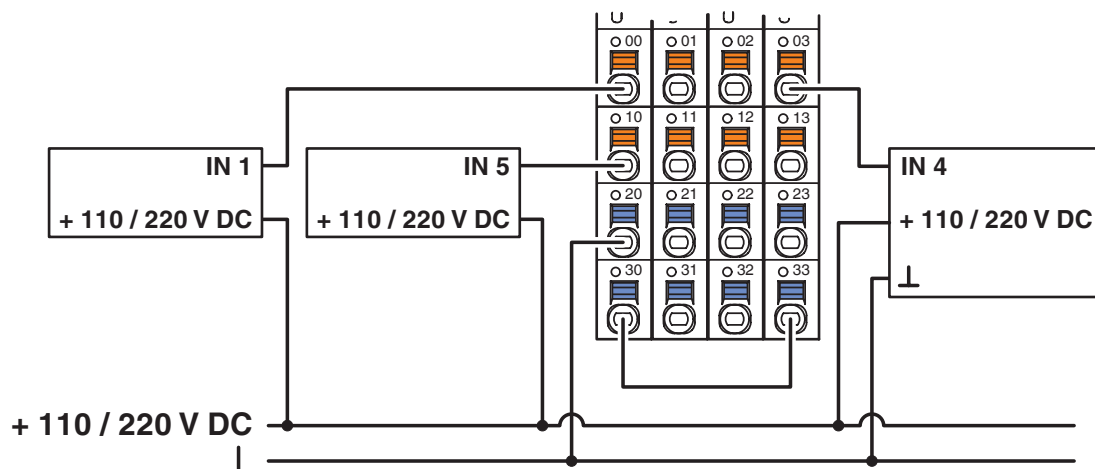 00 01 02 03
10 11 12 13
IN 1
IN 5
IN 4
20 21 22 23
+ 110 / 220 V DC
+ 110 / 220 V DC
+ 110 / 220 V DC
30 31 32 33
+ 110 / 220 V DC